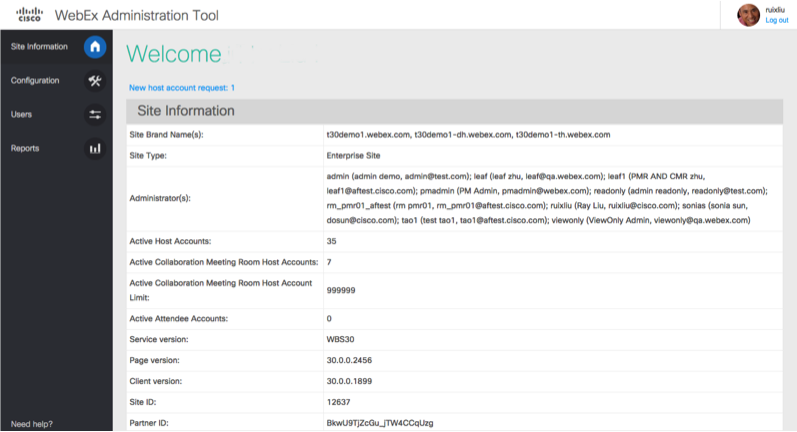 CISCO WebEx Administration Tool
ruixliu
Log out
Site Information
Configuration
Users
Reports
Need help?
Welcome
New host account request: 1
Site Information
Site Brand Name(s): t30demo1.webex.com, t30demo1-dh.webex.com, t30demo1-th.webex.com
Site Type: Enterprise Site
Administrator(s): admin (admin demo, admin@test.com); leaf (leaf zhu, leaf@qa.webex.com); leaf1 (PMR AND CMR zhu,
leaf1@aftest.cisco.com); pmadmin (PM Admin, pmadmin@webex.com); readonly (admin readonly, readonly@test.com);
rm_pmr01_aftest (rm pmr01, rm_pmr01@aftest.cisco.com); ruixliu (Ray Liu, ruixliu@cisco.com); sonias (sonia sun,
dosun@cisco.com); tao1 (test tao1, tao1@aftest.cisco.com); viewonly (ViewOnly Admin, viewonly@qa.webex.com)
Active Host Accounts: 35
Active Collaboration Meeting Room Host Accounts: 7
Active Collaboration Meeting Room Host Account
Limit: 999999
Active Attendee Accounts: 0
Service version: WBS30
Page version: 30.0.0.2456
Client version: 30.0.0.1899
Site ID: 12637
Partner ID: BkwU9TjZcGu_jTW4CCqUzg